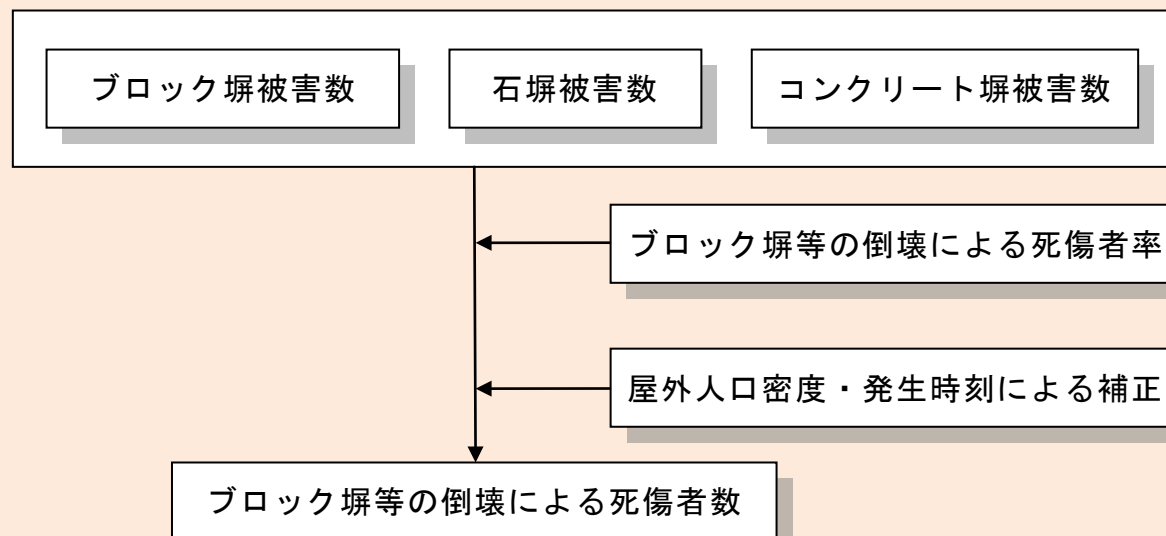 ブロック塀被害数
石塀被害数
コンクリート塀被害数
ブロック塀等の倒壊による死傷者率
屋外人口密度・発生時刻による補正
ブロック塀等の倒壊による死傷者数